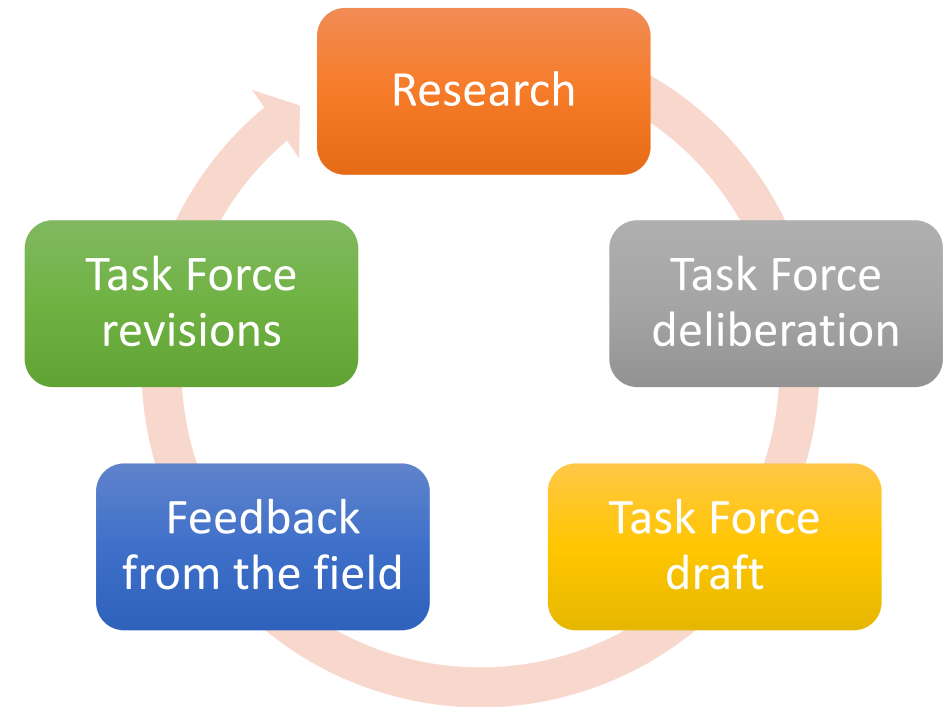 Research
Task Force
deliberation
Task Force
draft
Feedback
from the field
Task Force
revisions